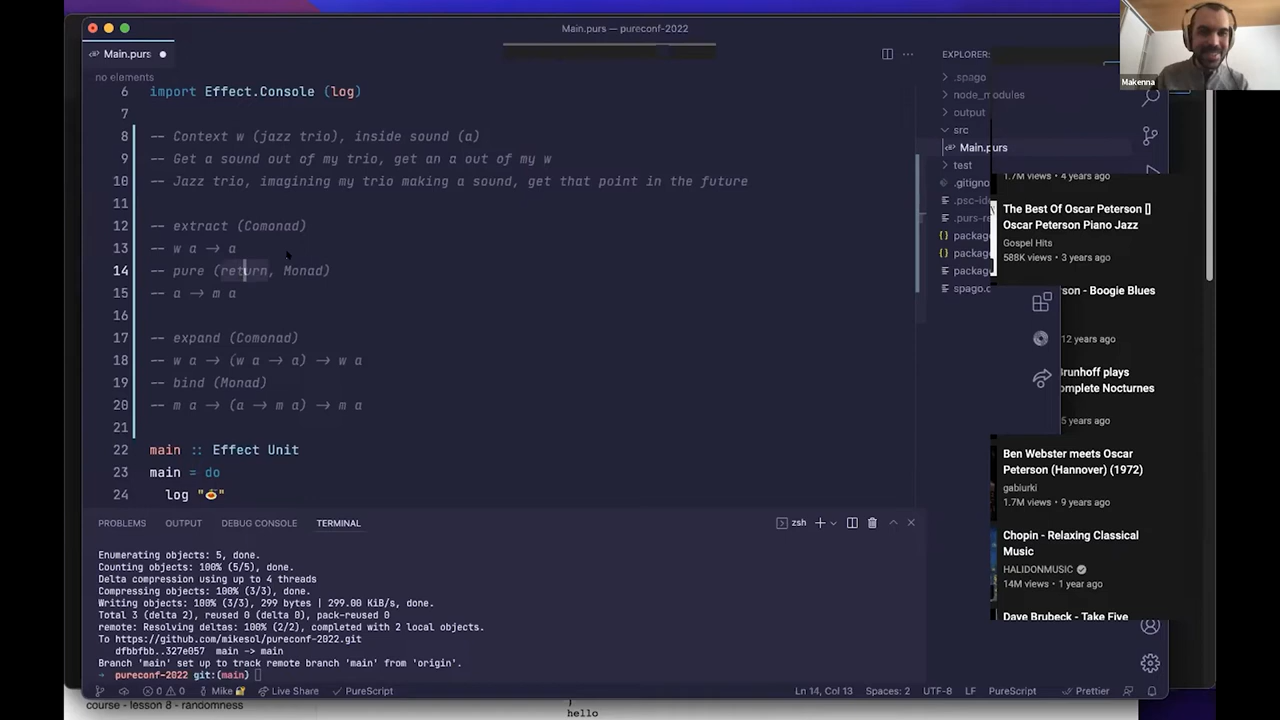 Main.purs — pureconf-2022
Main.purs
EXPLORER:
Makenna
no elements
6 import Effect.Console (log)
7
8 -- Context w (jazz trio), inside sound (a)
9 -- Get a sound out of my trio, get an a out of my w
10 -- Jazz trio, imagining my trio making a sound, get that point in the future
11
12 -- extract (Comonad)
13 -- w a -> a
14 -- pure (return, Monad)
15 -- a -> m a
16
17 -- expand (Comonad)
18 -- w a -> (w a -> a) -> w a
19 -- bind (Monad)
20 -- m a -> (a -> m a) -> m a
21
22 main :: Effect Unit
23 main = do
24 log "🍝"
.spago
node_modules
output
src
Main.purs
test
.gitigno
.psc-ide
.purs-re
package
package
package
spago.d
1.7M views • 4 years ago
The Best Of Oscar Peterson []
Oscar Peterson Piano Jazz
Gospel Hits
588K views • 3 years ago
son - Boogie Blues
12 years ago
Brunhoff plays
omplete Nocturnes
5 years ago
Ben Webster meets Oscar
Peterson (Hannover) (1972)
gabiurki
1.7M views • 9 years ago
Chopin - Relaxing Classical
Music
HALIDONMUSIC
14M views • 1 year ago
Dave Brubeck - Take Five
PROBLEMS OUTPUT DEBUG CONSOLE TERMINAL
zsh
Enumerating objects: 5, done.
Counting objects: 100% (5/5), done.
Delta compression using up to 4 threads
Compressing objects: 100% (3/3), done.
Writing objects: 100% (3/3), 299 bytes | 299.00 KiB/s, done.
Total 3 (delta 2), reused 0 (delta 0), pack-reused 0
remote: Resolving deltas: 100% (2/2), completed with 2 local objects.
To https://github.com/mikesol/pureconf-2022.git
dfbbfbb..327e057 main -> main
Branch 'main' set up to track remote branch 'main' from 'origin'.
→ pureconf-2022 git:(main)
0 0 Mike Live Share PureScript
Ln 14, Col 13 Spaces: 2 UTF-8 LF PureScript Prettier
course - lesson 8 - randomness
hello